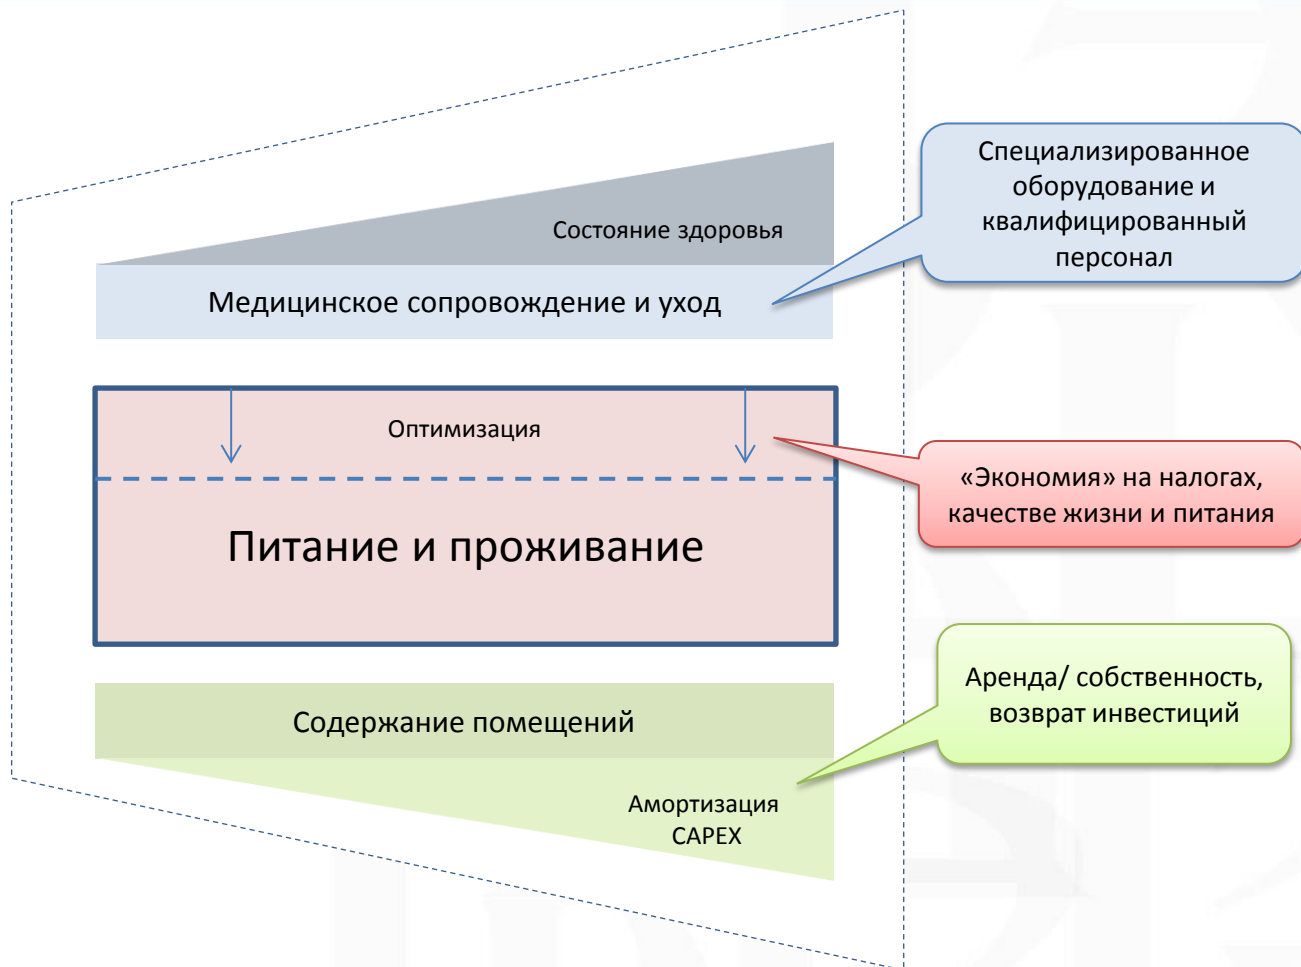 Специализированное
оборудование и
квалифицированный
персонал
Состояние здоровья
Медицинское сопровождение и уход
Оптимизация
«Экономия» на налогах,
качестве жизни и питания
Питание и проживание
Аренда/ собственность,
возврат инвестиций
Содержание помещений
Амортизация
CAPEX